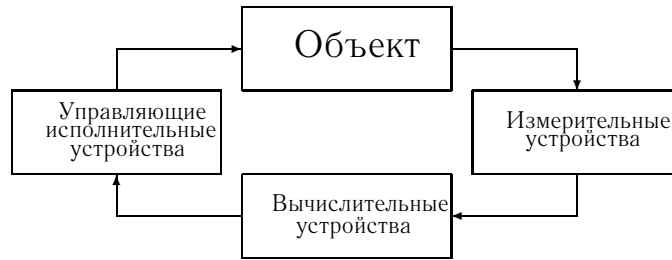 Объект
Управляющие
исполнительные
устройства
Измерительные
устройства
Вычислительные
устройства